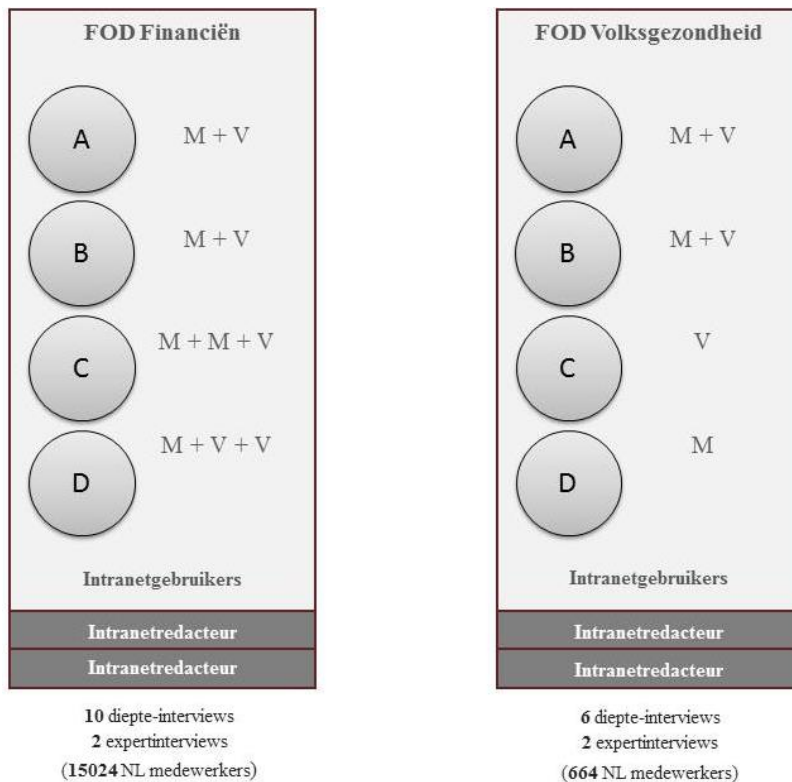 FOD Financiën
A
M + V
B
M + V
C
M + M + V
D
M + V + V
Intranetgebruikers
Intranetredacteur
Intranetredacteur
10 diepte-interviews
2 expertinterviews
(15024 NL medewerkers)
FOD Volksgezondheid
A
M + V
B
M + V
C
V
D
M
Intranetgebruikers
Intranetredacteur
Intranetredacteur
6 diepte-interviews
2 expertinterviews
(664 NL medewerkers)